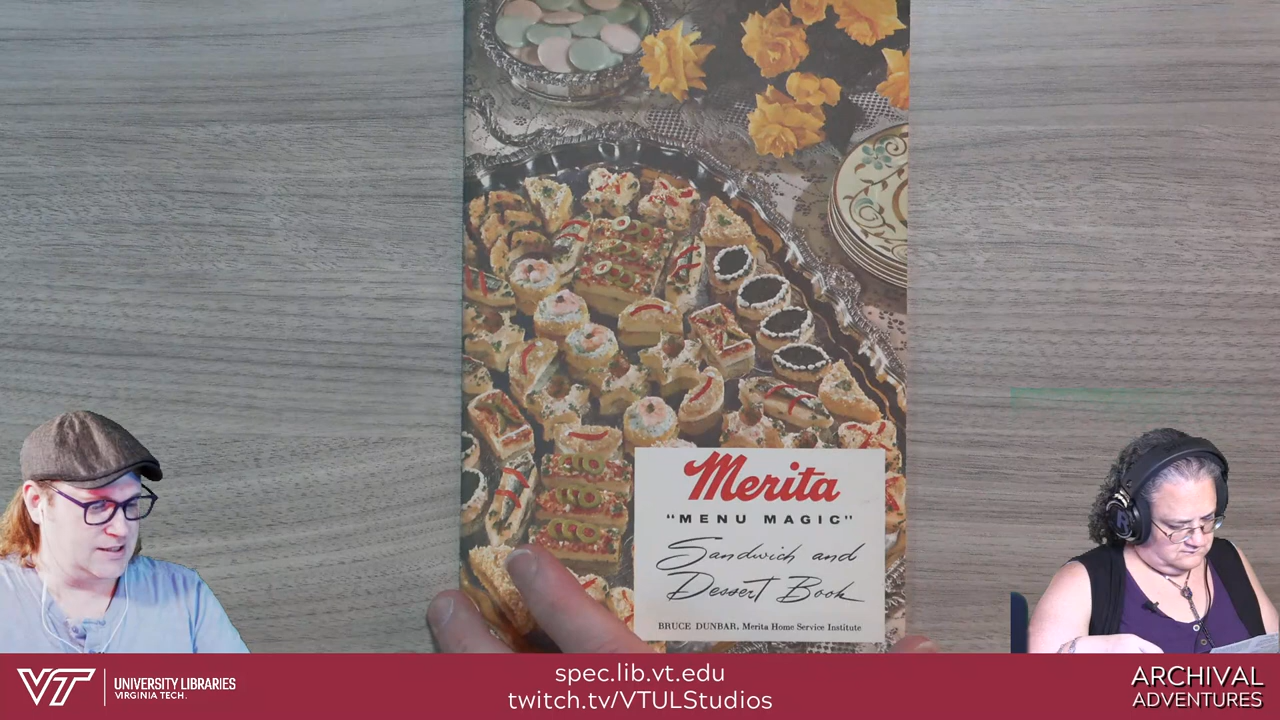 Merita
"MENU MAGIC"
Sandwich and
Dessert Book
BRUCE DUNBAR, Merita Home Service Institute
VT
UNIVERSITY LIBRARIES
VIRGINIA TECH.
spec.lib.vt.edu
twitch.tv/VTULStudios
ARCHIVAL
ADVENTURES